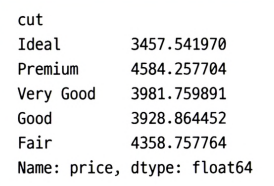 cut
Ideal 3457.541970
Premium 4584.257704
Very Good 3981.759891
Good 3928.864452
Fair 4358.757764
Name: price, dtype: float64